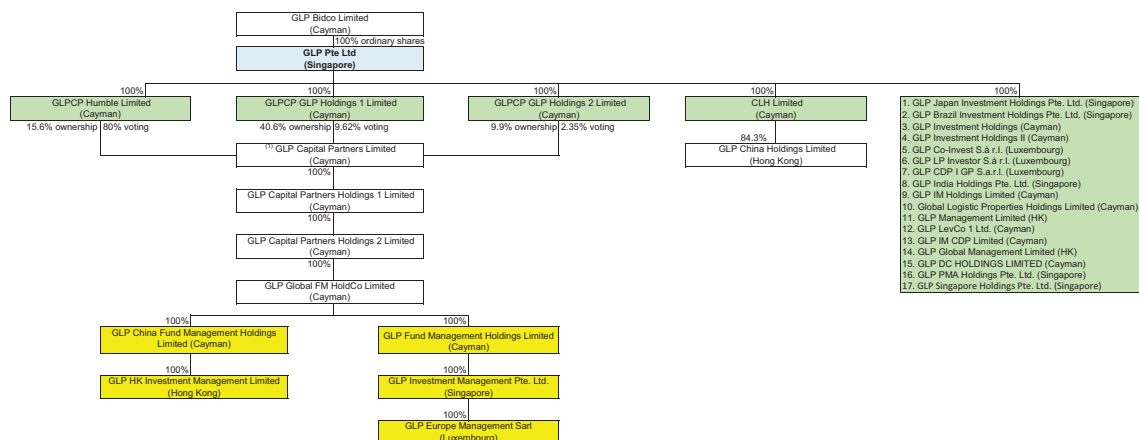 GLP Bidco Limited
(Cayman)
100% ordinary shares
GLP Pte Ltd
(Singapore)
100%
100%
100%
100%
100%
GLPCP Humble Limited
(Cayman)
15.6% ownership 80% voting
GLPCP GLP Holdings 1 Limited
(Cayman)
40.6% ownership 9.62% voting
GLPCP GLP Holdings 2 Limited
(Cayman)
9.9% ownership 2.35% voting
CLH Limited
(Cayman)
84.3%
GLP China Holdings Limited
(Hong Kong)
1. GLP Japan Investment Holdings Pte. Ltd. (Singapore)
2. GLP Brazil Investment Holdings Pte. Ltd. (Singapore)
3. GLP Investment Holdings (Cayman)
4. GLP Investment Holdings II (Cayman)
5. GLP Co-Invest S.à r.l. (Luxembourg)
6. GLP LP Investor S.à r.l. (Luxembourg)
7. GLP CDP I GP S.a.r.l. (Luxembourg)
8. GLP India Holdings Pte. Ltd. (Singapore)
9. GLP IM Holdings Limited (Cayman)
10. Global Logistic Properties Holdings Limited (Cayman)
11. GLP Management Limited (HK)
12. GLP LevCo 1 Ltd. (Cayman)
13. GLP IM CDP Limited (Cayman)
14. GLP Global Management Limited (HK)
15. GLP DC HOLDINGS LIMITED (Cayman)
16. GLP PMA Holdings Pte. Ltd. (Singapore)
17. GLP Singapore Holdings Pte. Ltd. (Singapore)
(1) GLP Capital Partners Limited
(Cayman)
100%
GLP Capital Partners Holdings 1 Limited
(Cayman)
100%
GLP Capital Partners Holdings 2 Limited
(Cayman)
100%
GLP Global FM HoldCo Limited
(Cayman)
100%
100%
GLP China Fund Management Holdings
Limited (Cayman)
100%
GLP HK Investment Management Limited
(Hong Kong)
GLP Fund Management Holdings Limited
(Cayman)
100%
GLP Investment Management Pte. Ltd.
(Singapore)
100%
GLP Europe Management Sarl
(Luxembourg)